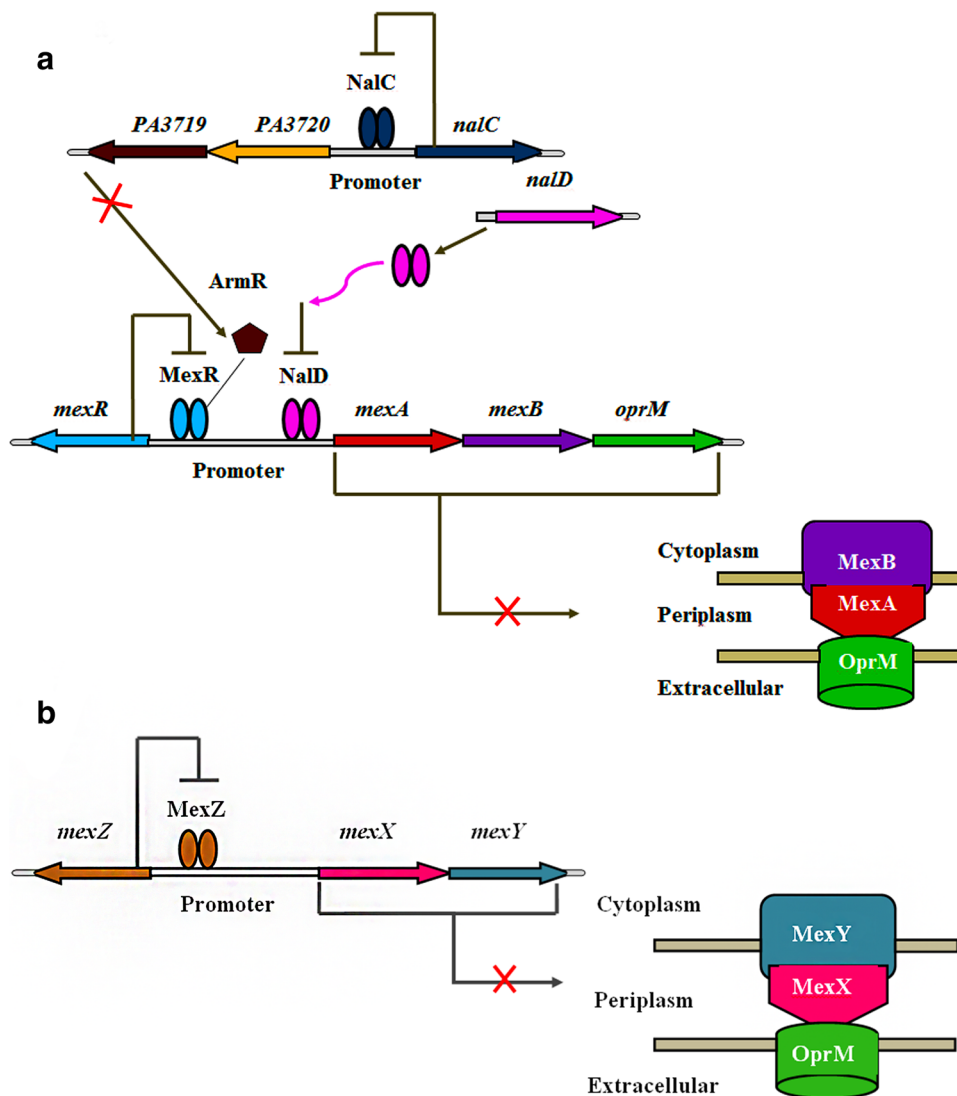 a
NalC
PA3719
PA3720
nalC
Promoter
nalD
ArmR
MexR
NalD
mexR
mexA
mexB
oprM
Promoter
Cytoplasm
MexB
MexA
Periplasm
OprM
Extracellular
b
MexZ
mexZ
mexX
mexY
Promoter
Cytoplasm
MexY
MexX
Periplasm
OprM
Extracellular